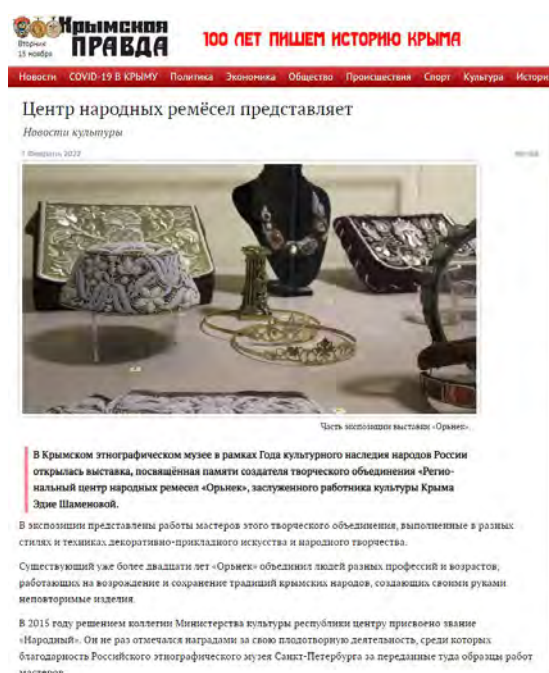 Крымская
ПРАВДА
Вторник
15 ноября
100 ЛЕТ ПИШЕМ ИСТОРИЮ КРЫМА
Новости COVID-19 В КРЫМУ Политика Экономика Общество Происшествия Спорт Культура Истори
Центр народных ремёсел представляет
Новости культуры
Февраль 2022
Часть экспозиции выставки «Орьнек».
В Крымском этнографическом музее в рамках Года культурного наследия народов России
открылась выставка, посвящённая памяти создателя творческого объединения «Регио-
нальный центр народных ремесел «Орьнек», заслуженного работника культуры Крыма
Эдие Шаменовой.
В экспозиции представлены работы мастеров этого творческого объединения, выполненные в разных
стилях и техниках декоративно-прикладного искусства и народного творчества.
Существующий уже более двадцати лет «Орьнек» объединил людей разных профессий и возрастов,
работающих на возрождение и сохранение традиций крымских народов, создающих своими руками
неповторимые изделия.
В 2015 году решением коллегии Министерства культуры республики центру присвоено звание
«Народный». Он не раз отмечался наградами за свою плодотворную деятельность, среди которых
благодарность Российского этнографического музея Санкт-Петербурга за переданные туда образцы работ
мастеров.